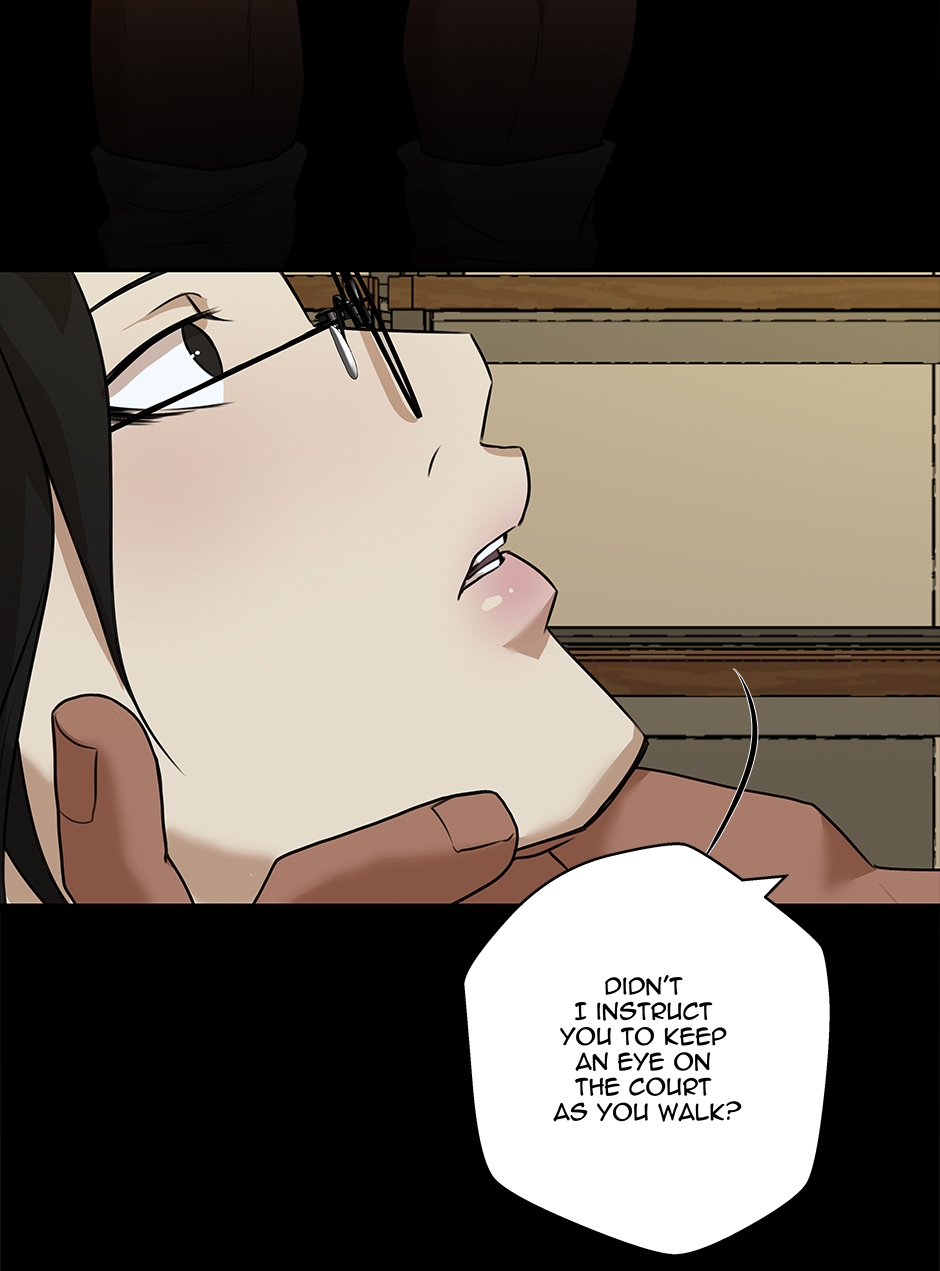 DIDN'T
I INSTRUCT
YOU TO KEEP
AN EYE ON
THE COURT
AS YOU WALK?